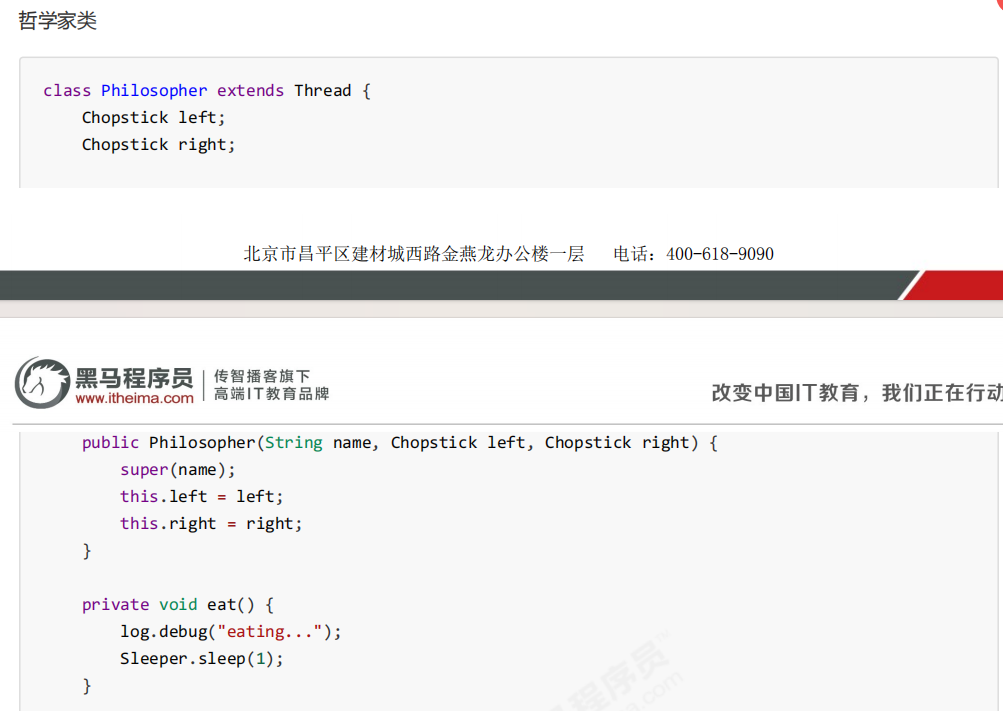 哲学家类
class Philosopher extends Thread {
    Chopstick left;
    Chopstick right;
北京市昌平区建材城西路金燕龙办公楼一层 电话：400-618-9090
黑马程序员
www.itheima.com
传智播客旗下
高端IT教育品牌
改变中国IT教育，我们正在行动
    public Philosopher(String name, Chopstick left, Chopstick right) {
        super(name);
        this.left = left;
        this.right = right;
    }
    private void eat() {
        log.debug("eating...");
        Sleeper.sleep(1);
    }
程序员
.com